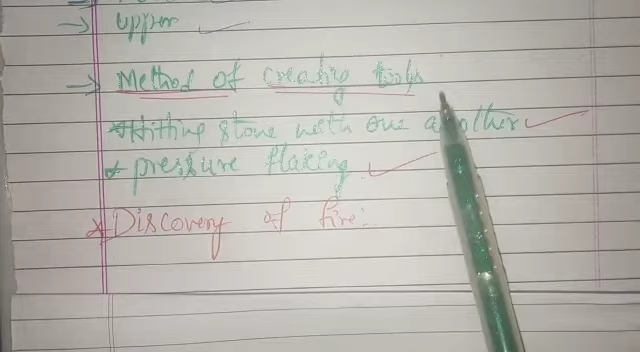 → upper
→ Method of creating tools
* Hitting stone with one another
* pressure flaking
* Discovery of fire: